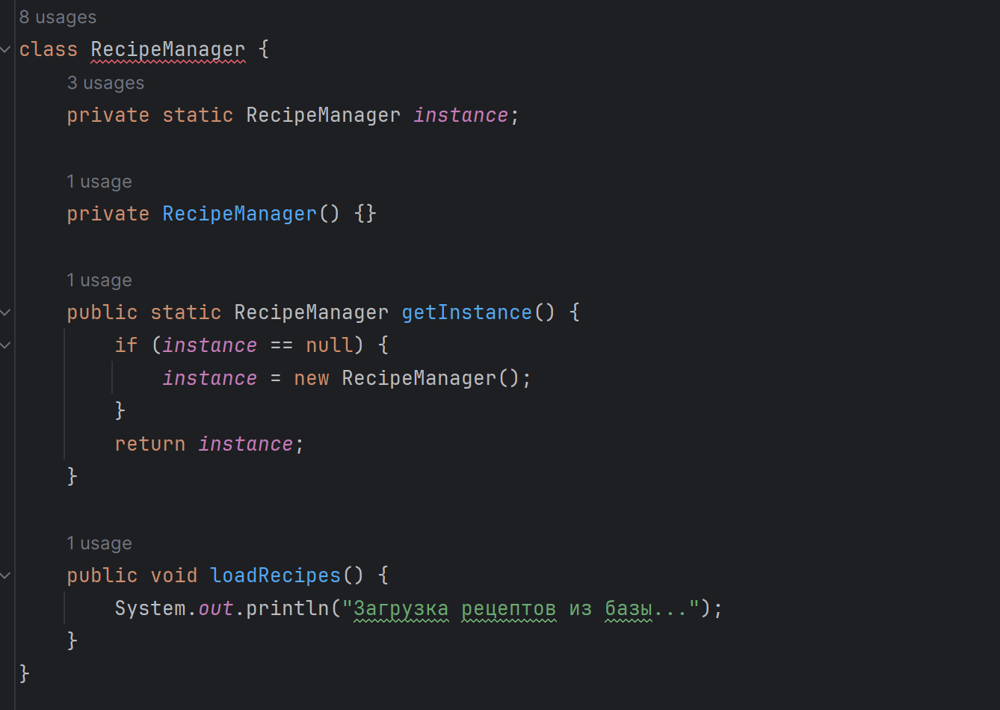 8 usages
class RecipeManager {
3 usages
private static RecipeManager instance;
1 usage
private RecipeManager() {}
1 usage
public static RecipeManager getInstance() {
if (instance == null) {
instance = new RecipeManager();
}
return instance;
}
1 usage
public void loadRecipes() {
System.out.println("Загрузка рецептов из базы...");
}
}